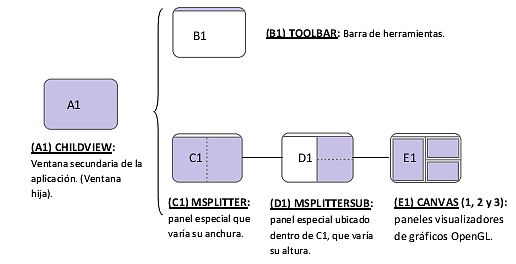 B1
(B1) TOOLBAR: Barra de herramientas.
A1
(A1) CHILDVIEW:
Ventana secundaria de la
aplicación. (Ventana
hija).
C1
D1
E1
(C1) MSPLITTER:
panel especial que
varía su anchura.
(D1) MSPLITTERSUB:
panel especial ubicado
dentro de C1, que varía
su altura.
(E1) CANVAS (1, 2 y 3):
paneles visualizadores
de gráficos OpenGL.